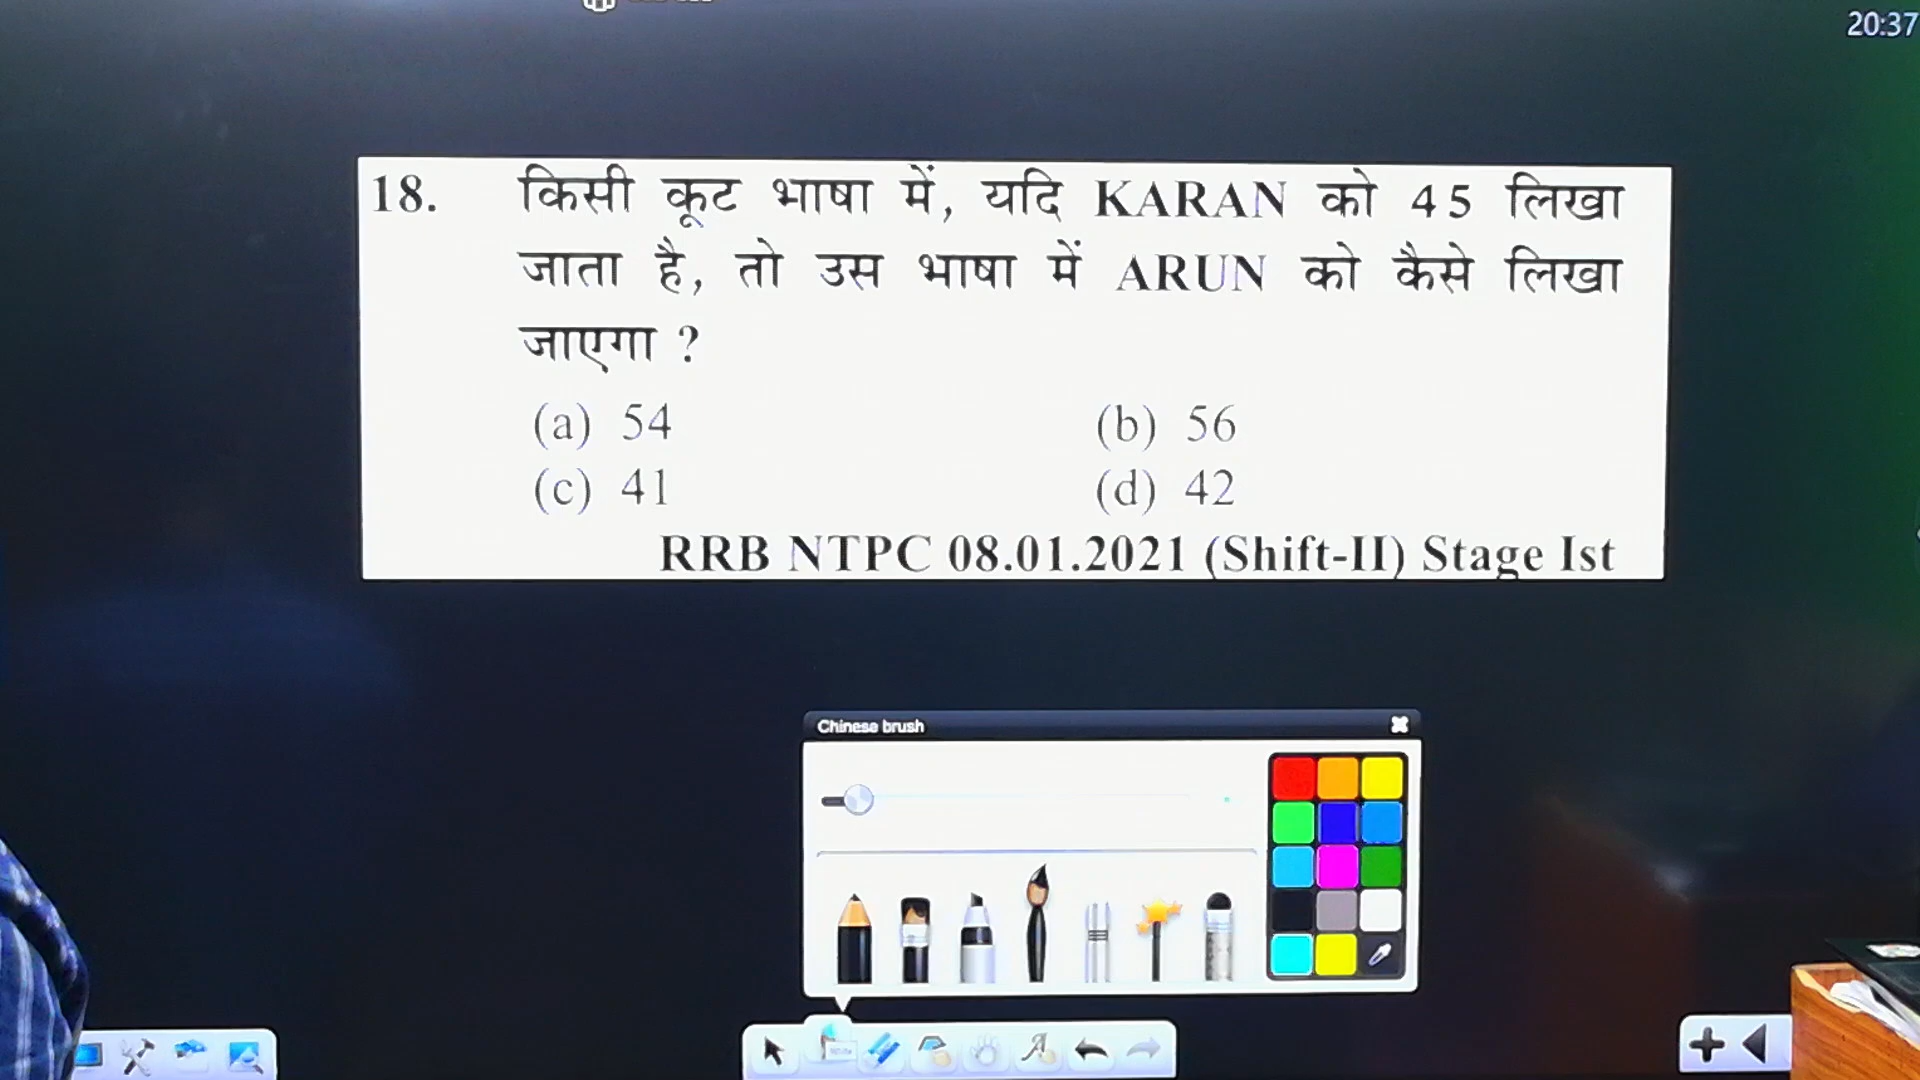 20:37
18. किसी कूट भाषा में, यदि KARAN को 45 लिखा
जाता है, तो उस भाषा में ARUN को कैसे लिखा
जाएगा ?
(a) 54 (b) 56
(c) 41 (d) 42
RRB NTPC 08.01.2021 (Shift-II) Stage Ist
Chinese brush